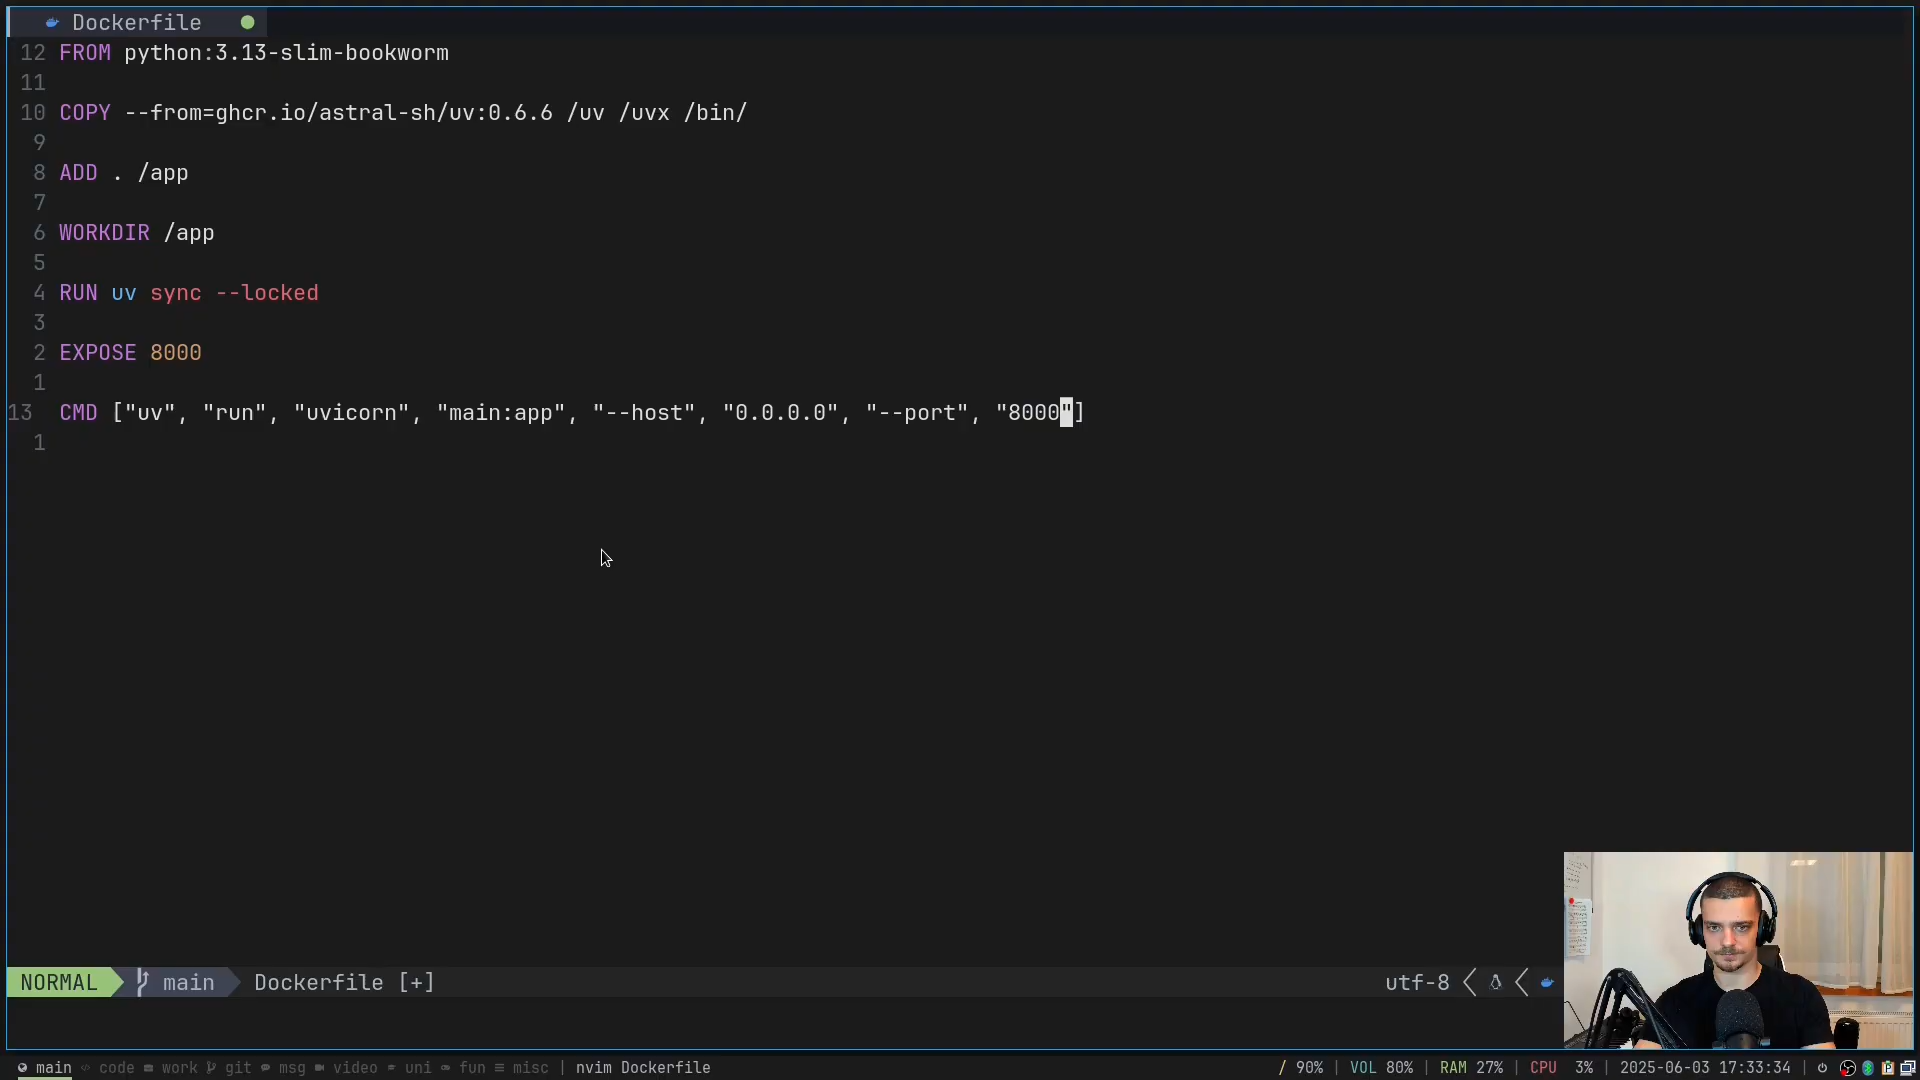 Dockerfile
12 FROM python:3.13-slim-bookworm
11
10 COPY --from=ghcr.io/astral-sh/uv:0.6.6 /uv /uvx /bin/
9
8 ADD . /app
7
6 WORKDIR /app
5
4 RUN uv sync --locked
3
2 EXPOSE 8000
1
13 CMD ["uv", "run", "uvicorn", "main:app", "--host", "0.0.0.0", "--port", "8000"]
1
NORMAL main Dockerfile [+] utf-8
main code work git msg video uni fun misc | nvim Dockerfile / 90% | VOL 80% | RAM 27% | CPU 3% | 2025-06-03 17:33:34 |